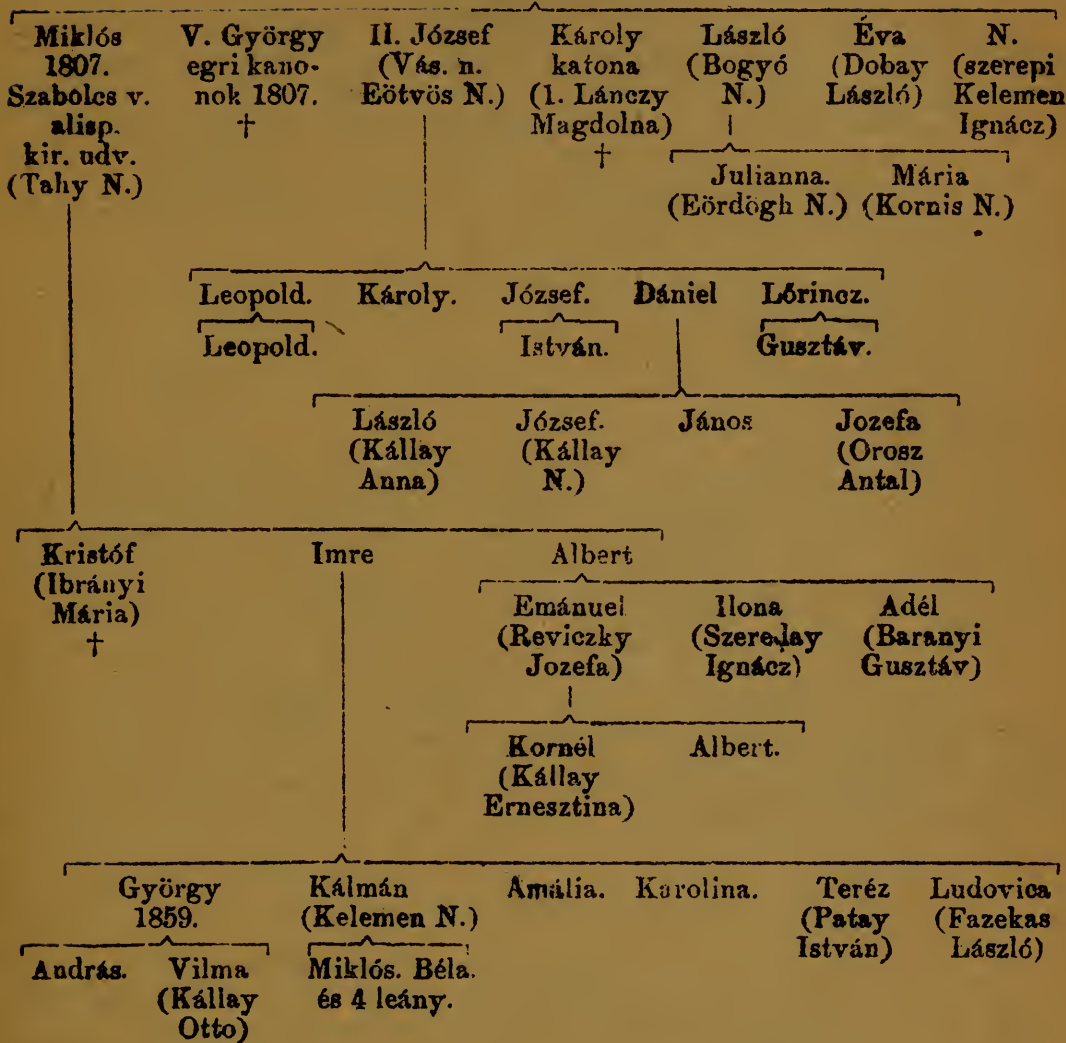 Miklós V. György II. József Károly László Éva N.
1807. egri kano- (Vás. n. katona (Bogyó (Dobay (szerepi
Szabolcs v. nok 1807. Eötvös N.) (1. Lánczy N.) László) Kelemen
alisp. † Magdolna) Ignácz)
kir. udv. †
(Tahy N.) Julianna. Mária
(Eördögh N.) (Kornis N.)
Leopold. Károly. József. Dániel Lőrincz.
Leopold. István. Gusztáv.
László József. János Jozefa
(Kállay (Kállay (Orosz
Anna) N.) Antal)
Kristóf Imre Albert
(Ibrányi Emánuel Ilona Adél
Mária) (Reviczky (Szereday (Baranyi
† Jozefa) Ignácz) Gusztáv)
Kornél Albert.
(Kállay
Ernesztina)
György Kálmán Amália. Karolina. Teréz Ludovica
1859. (Kelemen N.) (Patay (Fazekas
István) László)
András. Vilma Miklós. Béla.
(Kállay és 4 leány.
Otto)